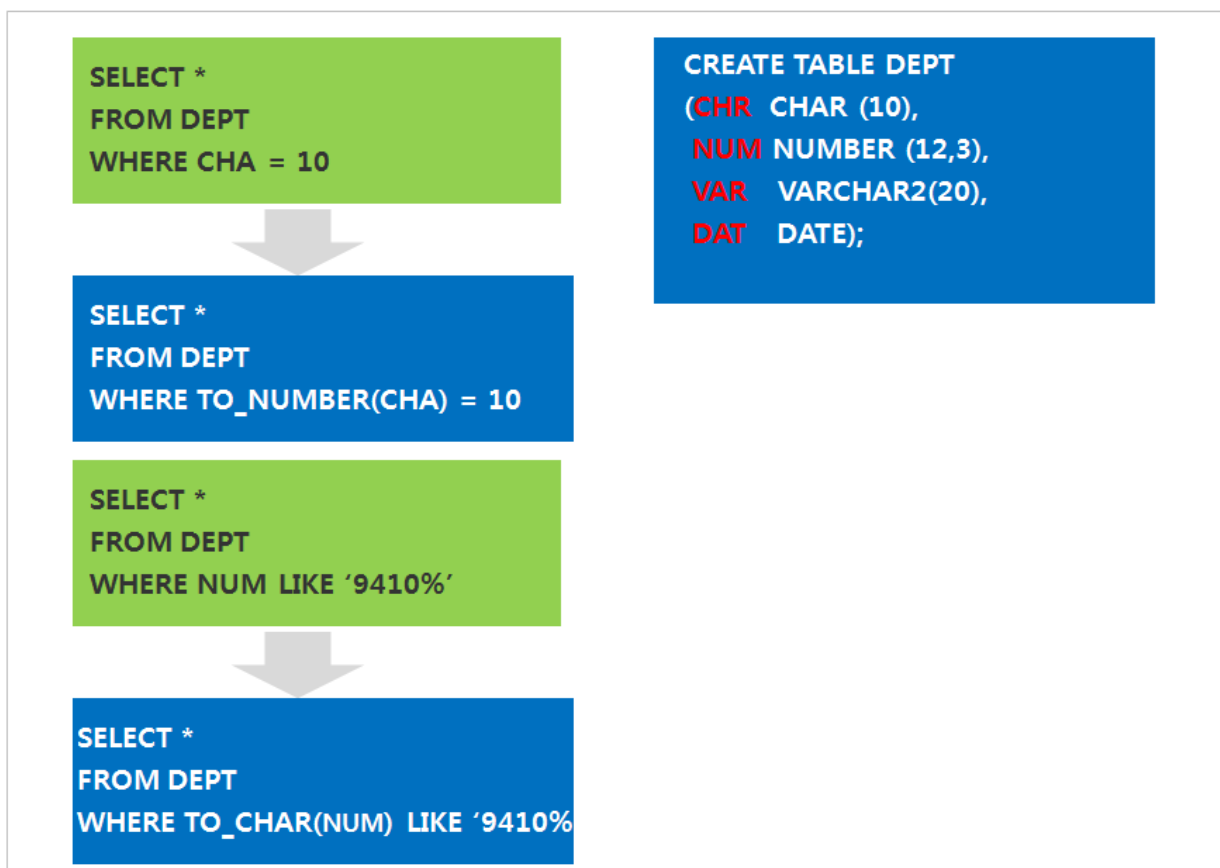 SELECT *
FROM DEPT
WHERE CHA = 10
SELECT *
FROM DEPT
WHERE TO_NUMBER(CHA) = 10
SELECT *
FROM DEPT
WHERE NUM LIKE ‘9410%’
SELECT *
FROM DEPT
WHERE TO_CHAR(NUM) LIKE ‘9410%
CREATE TABLE DEPT
(CHR CHAR (10),
NUM NUMBER (12,3),
VAR VARCHAR2(20),
DAT DATE);